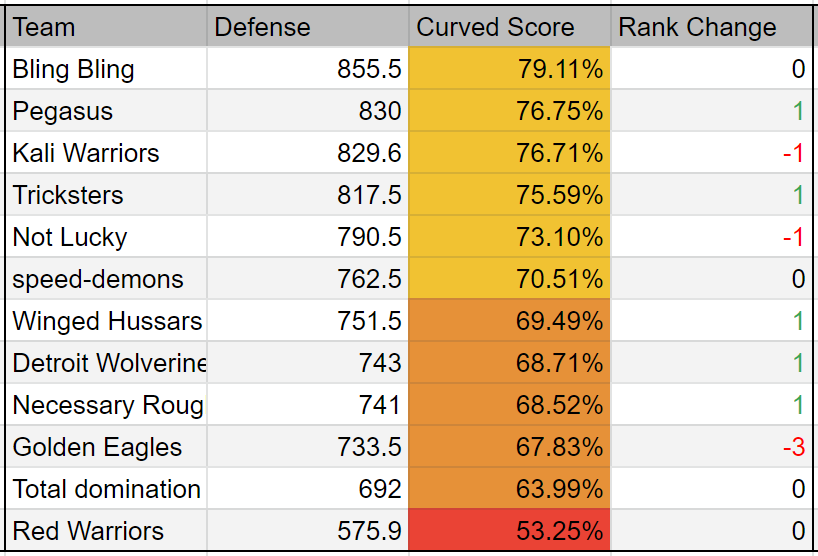 Team Defense Curved Score Rank Change
Bling Bling 855.5 79.11% 0
Pegasus 830 76.75% 1
Kali Warriors 829.6 76.71% -1
Tricksters 817.5 75.59% 1
Not Lucky 790.5 73.10% -1
speed-demons 762.5 70.51% 0
Winged Hussars 751.5 69.49% 1
Detroit Wolverine 743 68.71% 1
Necessary Roug 741 68.52% 1
Golden Eagles 733.5 67.83% -3
Total domination 692 63.99% 0
Red Warriors 575.9 53.25% 0